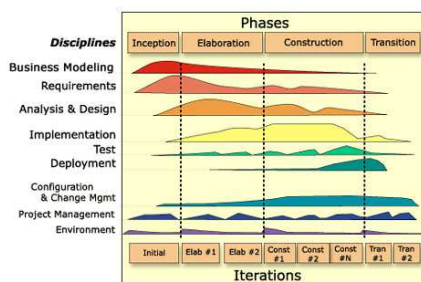 Phases
Disciplines
Inception
Elaboration
Construction
Transition
Business Modeling
Requirements
Analysis & Design
Implementation
Test
Deployment
Configuration
& Change Mgmt
Project Management
Environment
Initial
Elab #1
Elab #2
Const
#1
Const
#2
Const
#N
Tran
#1
Tran
#2
Iterations